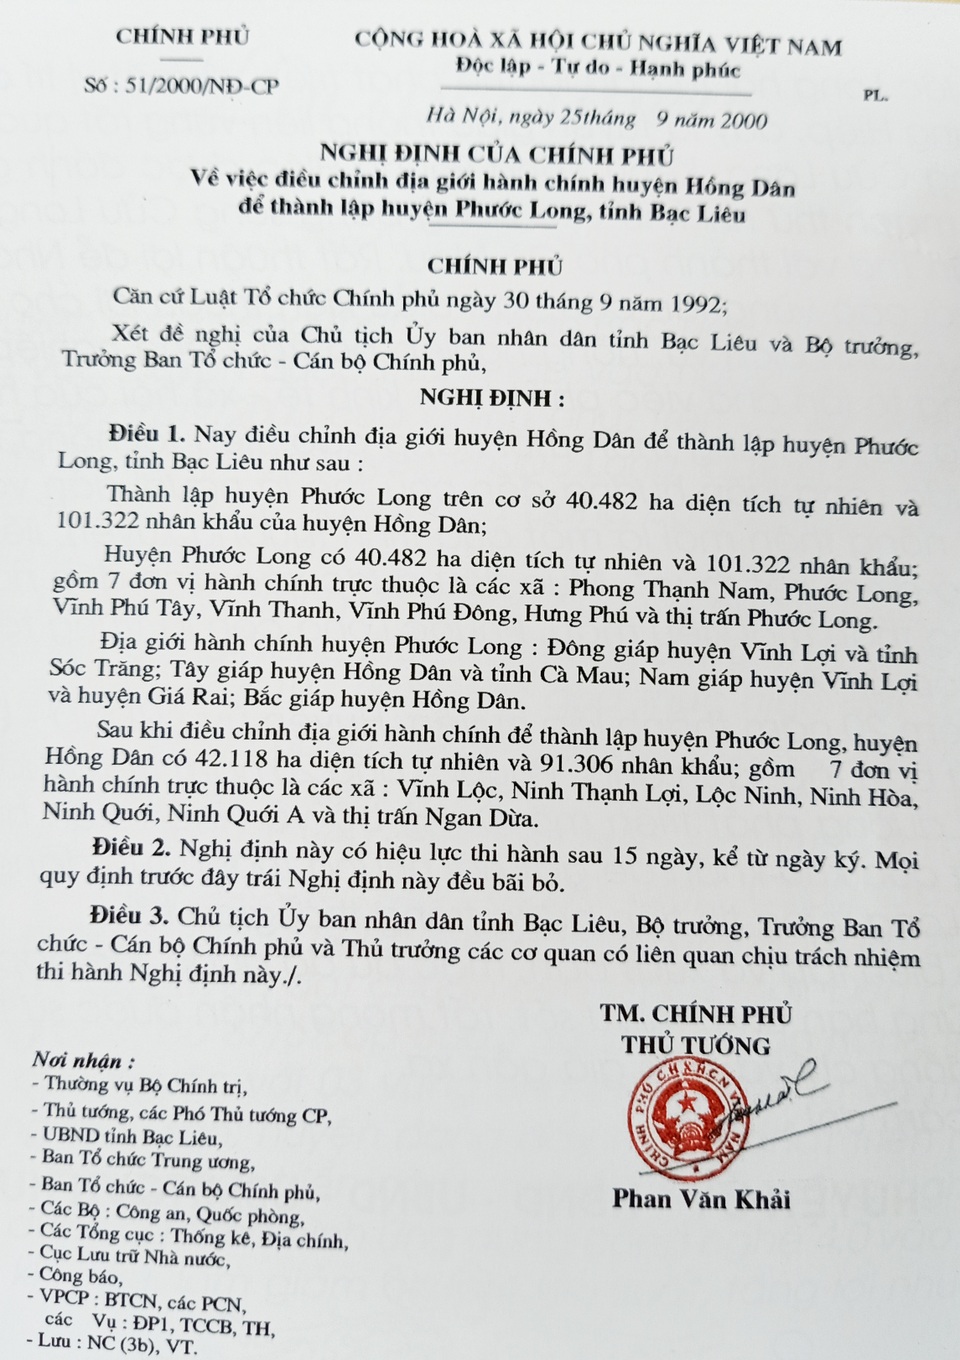 CHÍNH PHỦ
CỘNG HOÀ XÃ HỘI CHỦ NGHĨA VIỆT NAM
Độc lập - Tự do - Hạnh phúc
Số : 51/2000/NĐ-CP
PL.
Hà Nội, ngày 25tháng 9 năm 2000
NGHỊ ĐỊNH CỦA CHÍNH PHỦ
Về việc điều chỉnh địa giới hành chính huyện Hồng Dân
để thành lập huyện Phước Long, tỉnh Bạc Liêu
CHÍNH PHỦ
Căn cứ Luật Tổ chức Chính phủ ngày 30 tháng 9 năm 1992;
Xét đề nghị của Chủ tịch Ủy ban nhân dân tỉnh Bạc Liêu và Bộ trưởng,
Trưởng Ban Tổ chức - Cán bộ Chính phủ,
NGHỊ ĐỊNH :
Điều 1. Nay điều chỉnh địa giới huyện Hồng Dân để thành lập huyện Phước
Long, tỉnh Bạc Liêu như sau :
Thành lập huyện Phước Long trên cơ sở 40.482 ha diện tích tự nhiên và
101.322 nhân khẩu của huyện Hồng Dân;
Huyện Phước Long có 40.482 ha diện tích tự nhiên và 101.322 nhân khẩu;
gồm 7 đơn vị hành chính trực thuộc là các xã : Phong Thạnh Nam, Phước Long,
Vĩnh Phú Tây, Vĩnh Thanh, Vĩnh Phú Đông, Hưng Phú và thị trấn Phước Long.
Địa giới hành chính huyện Phước Long : Đông giáp huyện Vĩnh Lợi và tỉnh
Sóc Trăng; Tây giáp huyện Hồng Dân và tỉnh Cà Mau; Nam giáp huyện Vĩnh Lợi
và huyện Giá Rai; Bắc giáp huyện Hồng Dân.
Sau khi điều chỉnh địa giới hành chính để thành lập huyện Phước Long, huyện
Hồng Dân có 42.118 ha diện tích tự nhiên và 91.306 nhân khẩu; gồm 7 đơn vị
hành chính trực thuộc là các xã : Vĩnh Lộc, Ninh Thạnh Lợi, Lộc Ninh, Ninh Hòa,
Ninh Quới, Ninh Quới A và thị trấn Ngan Dừa.
Điều 2. Nghị định này có hiệu lực thi hành sau 15 ngày, kể từ ngày ký. Mọi
quy định trước đây trái Nghị định này đều bãi bỏ.
Điều 3. Chủ tịch Ủy ban nhân dân tỉnh Bạc Liêu, Bộ trưởng, Trưởng Ban Tổ
chức - Cán bộ Chính phủ và Thủ trưởng các cơ quan có liên quan chịu trách nhiệm
thi hành Nghị định này./.
TM. CHÍNH PHỦ
THỦ TƯỚNG
CHÍNH PHỦ C.H.X.H.C.N VIỆT NAM
Phan Văn Khải
Nơi nhận :
- Thường vụ Bộ Chính trị,
- Thủ tướng, các Phó Thủ tướng CP,
- UBND tỉnh Bạc Liêu,
- Ban Tổ chức Trung ương,
- Ban Tổ chức - Cán bộ Chính phủ,
- Các Bộ : Công an, Quốc phòng,
- Các Tổng cục : Thống kê, Địa chính,
- Cục Lưu trữ Nhà nước,
- Công báo,
- VPCP : BTCN, các PCN,
các Vụ : ĐP1, TCCB, TH,
- Lưu : NC (3b), VT.